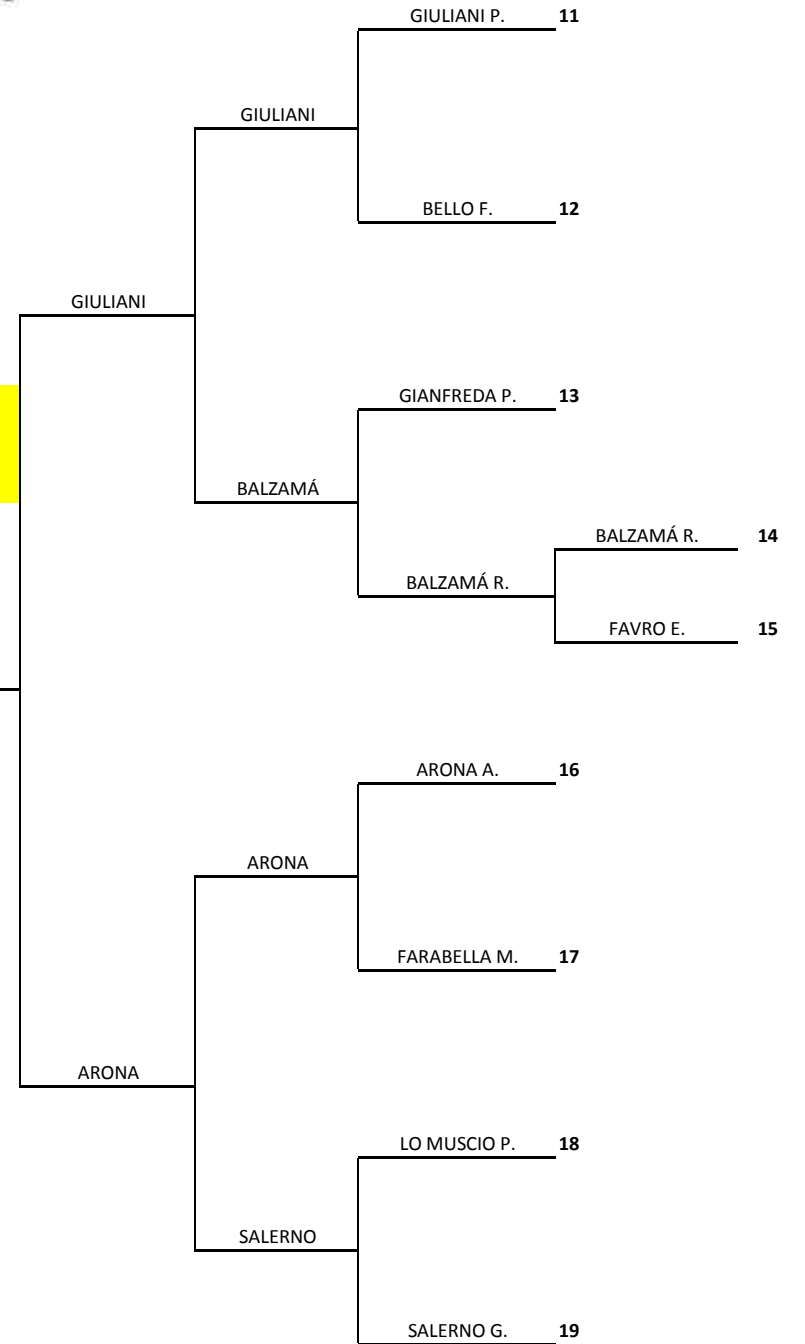 GIULIANI P. 11
GIULIANI
BELLO F. 12
GIULIANI
GIANFREDA P. 13
BALZAMÁ
BALZAMÁ R. 14
BALZAMÁ R.
FAVRO E. 15
ARONA A. 16
ARONA
FARABELLA M. 17
ARONA
LO MUSCIO P. 18
SALERNO
SALERNO G. 19